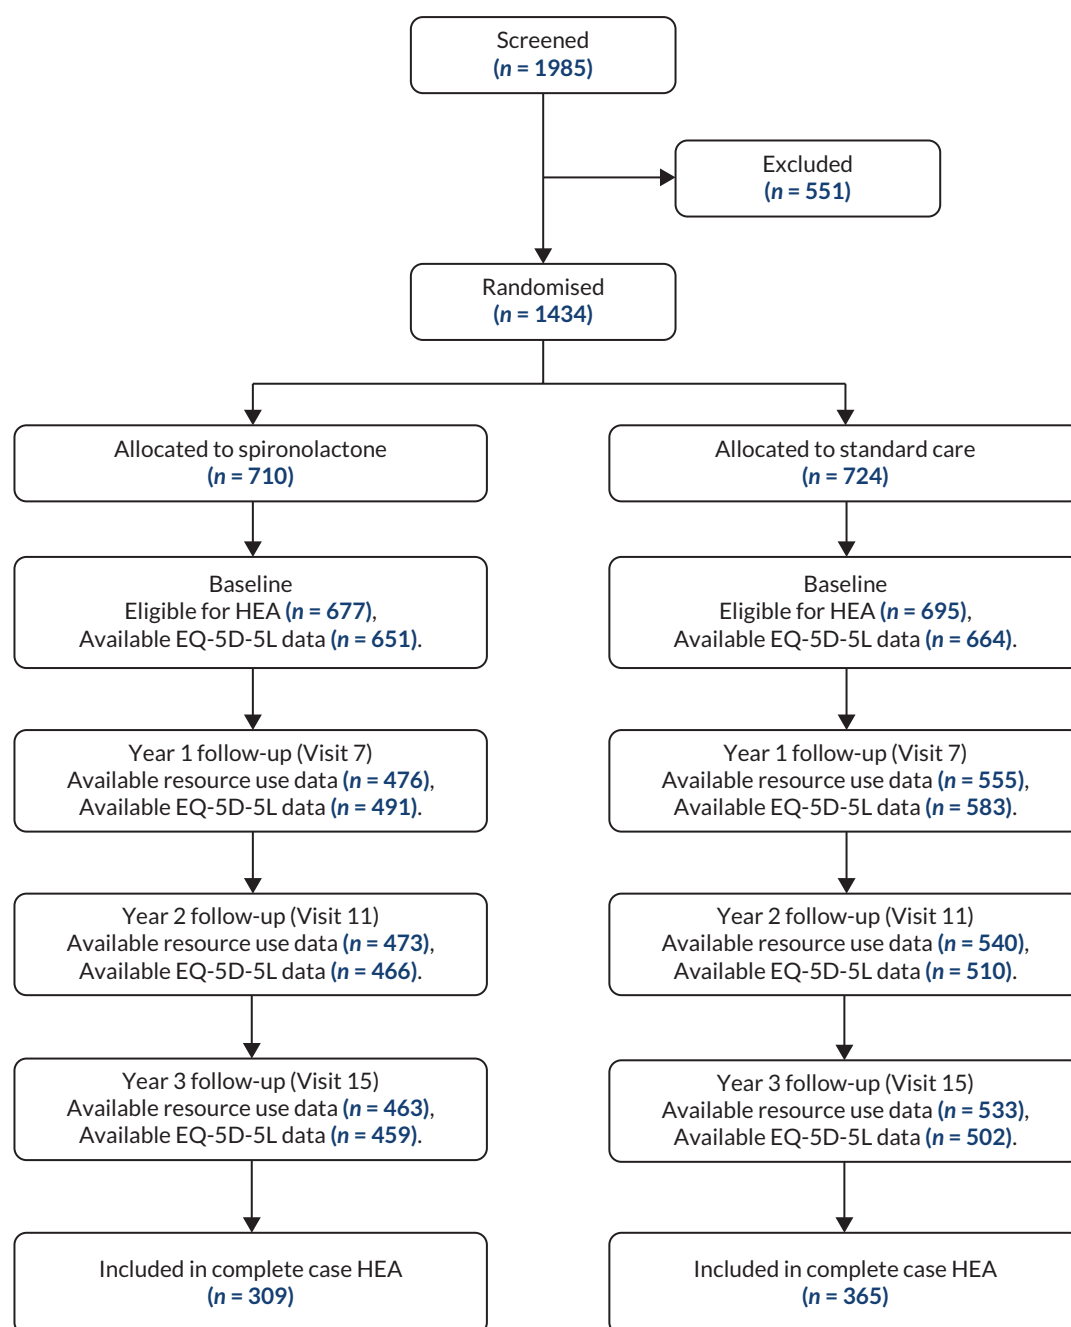 Screened
(n = 1985)
Excluded
(n = 551)
Randomised
(n = 1434)
Allocated to spironolactone
(n = 710)
Allocated to standard care
(n = 724)
Baseline
Eligible for HEA (n = 677),
Available EQ-5D-5L data (n = 651).
Baseline
Eligible for HEA (n = 695),
Available EQ-5D-5L data (n = 664).
Year 1 follow-up (Visit 7)
Available resource use data (n = 476),
Available EQ-5D-5L data (n = 491).
Year 1 follow-up (Visit 7)
Available resource use data (n = 555),
Available EQ-5D-5L data (n = 583).
Year 2 follow-up (Visit 11)
Available resource use data (n = 473),
Available EQ-5D-5L data (n = 466).
Year 2 follow-up (Visit 11)
Available resource use data (n = 540),
Available EQ-5D-5L data (n = 510).
Year 3 follow-up (Visit 15)
Available resource use data (n = 463),
Available EQ-5D-5L data (n = 459).
Year 3 follow-up (Visit 15)
Available resource use data (n = 533),
Available EQ-5D-5L data (n = 502).
Included in complete case HEA
(n = 309)
Included in complete case HEA
(n = 365)